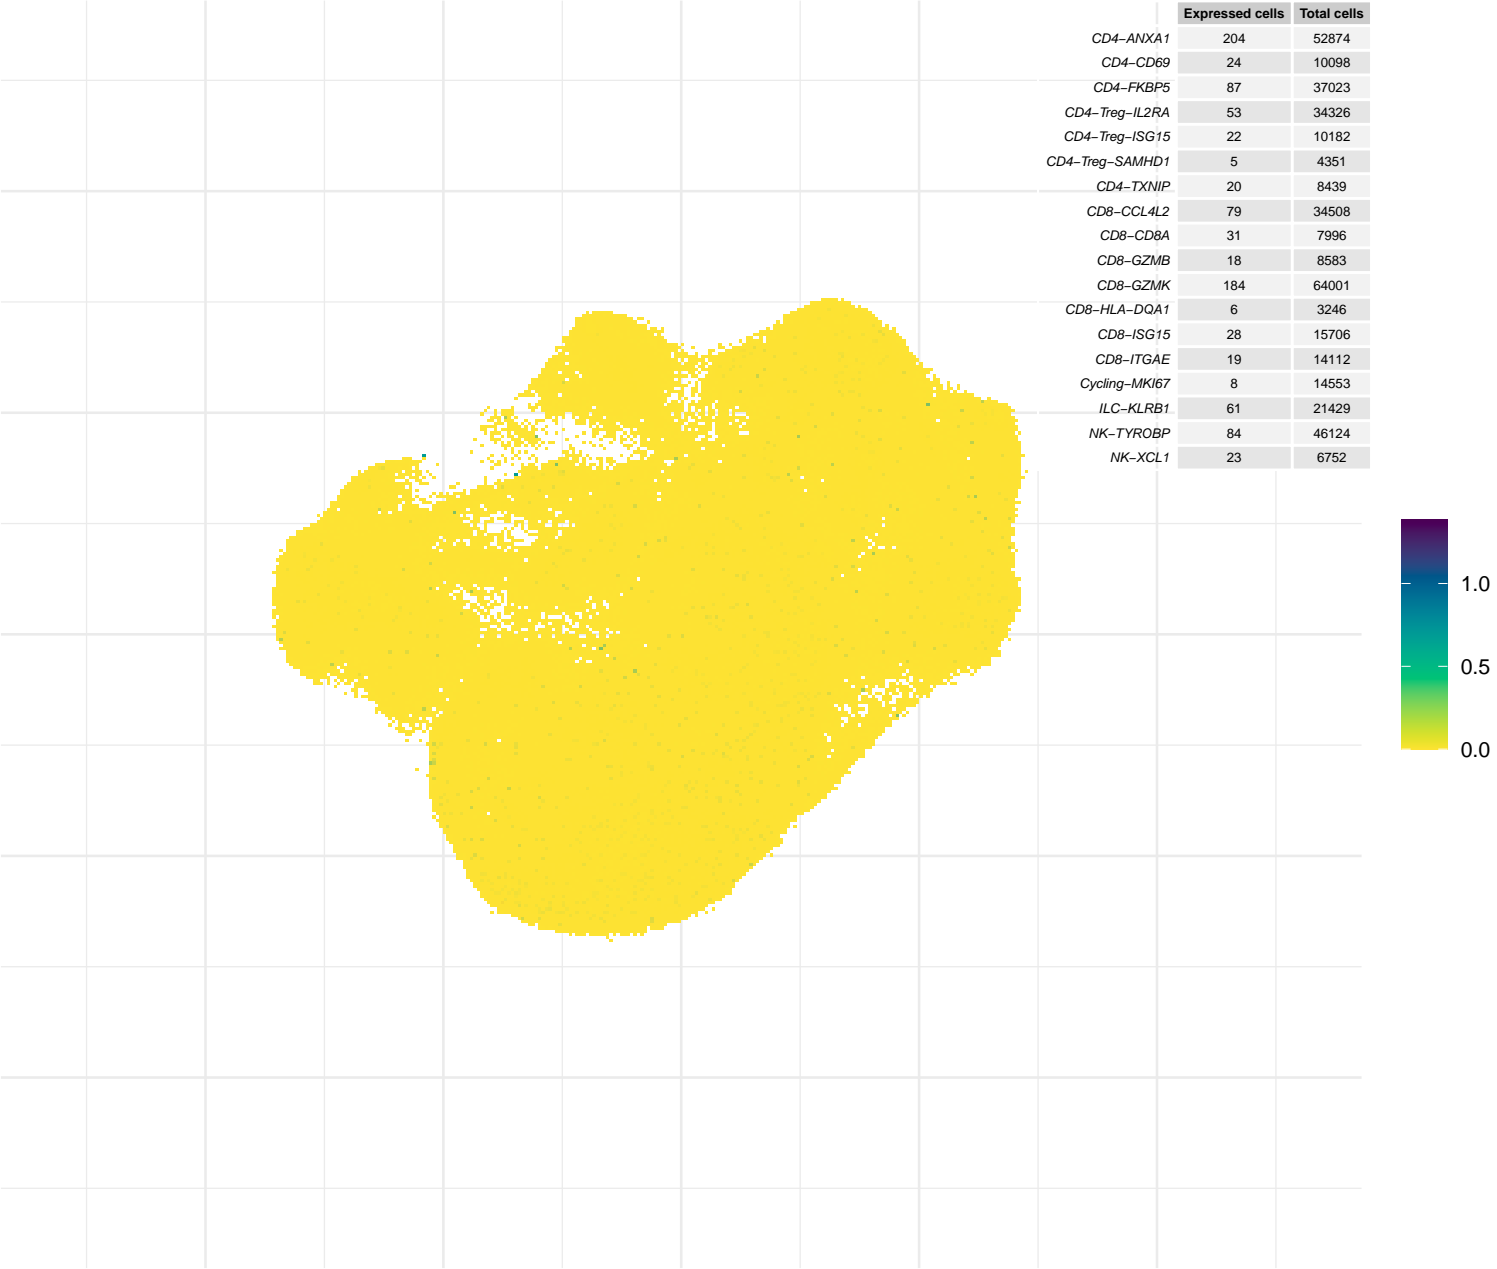 Expressed cells Total cells
CD4−ANXA1 204 52874
CD4−CD69 24 10098
CD4−FKBP5 87 37023
CD4−Treg−IL2RA 53 34326
CD4−Treg−ISG15 22 10182
CD4−Treg−SAMHD1 5 4351
CD4−TXNIP 20 8439
CD8−CCL4L2 79 34508
CD8−CD8A 31 7996
CD8−GZMB 18 8583
CD8−GZMK 184 64001
CD8−HLA−DQA1 6 3246
CD8−ISG15 28 15706
CD8−ITGAE 19 14112
Cycling−MKI67 8 14553
ILC−KLRB1 61 21429
NK−TYROBP 84 46124
NK−XCL1 23 6752
1.0
0.5
0.0